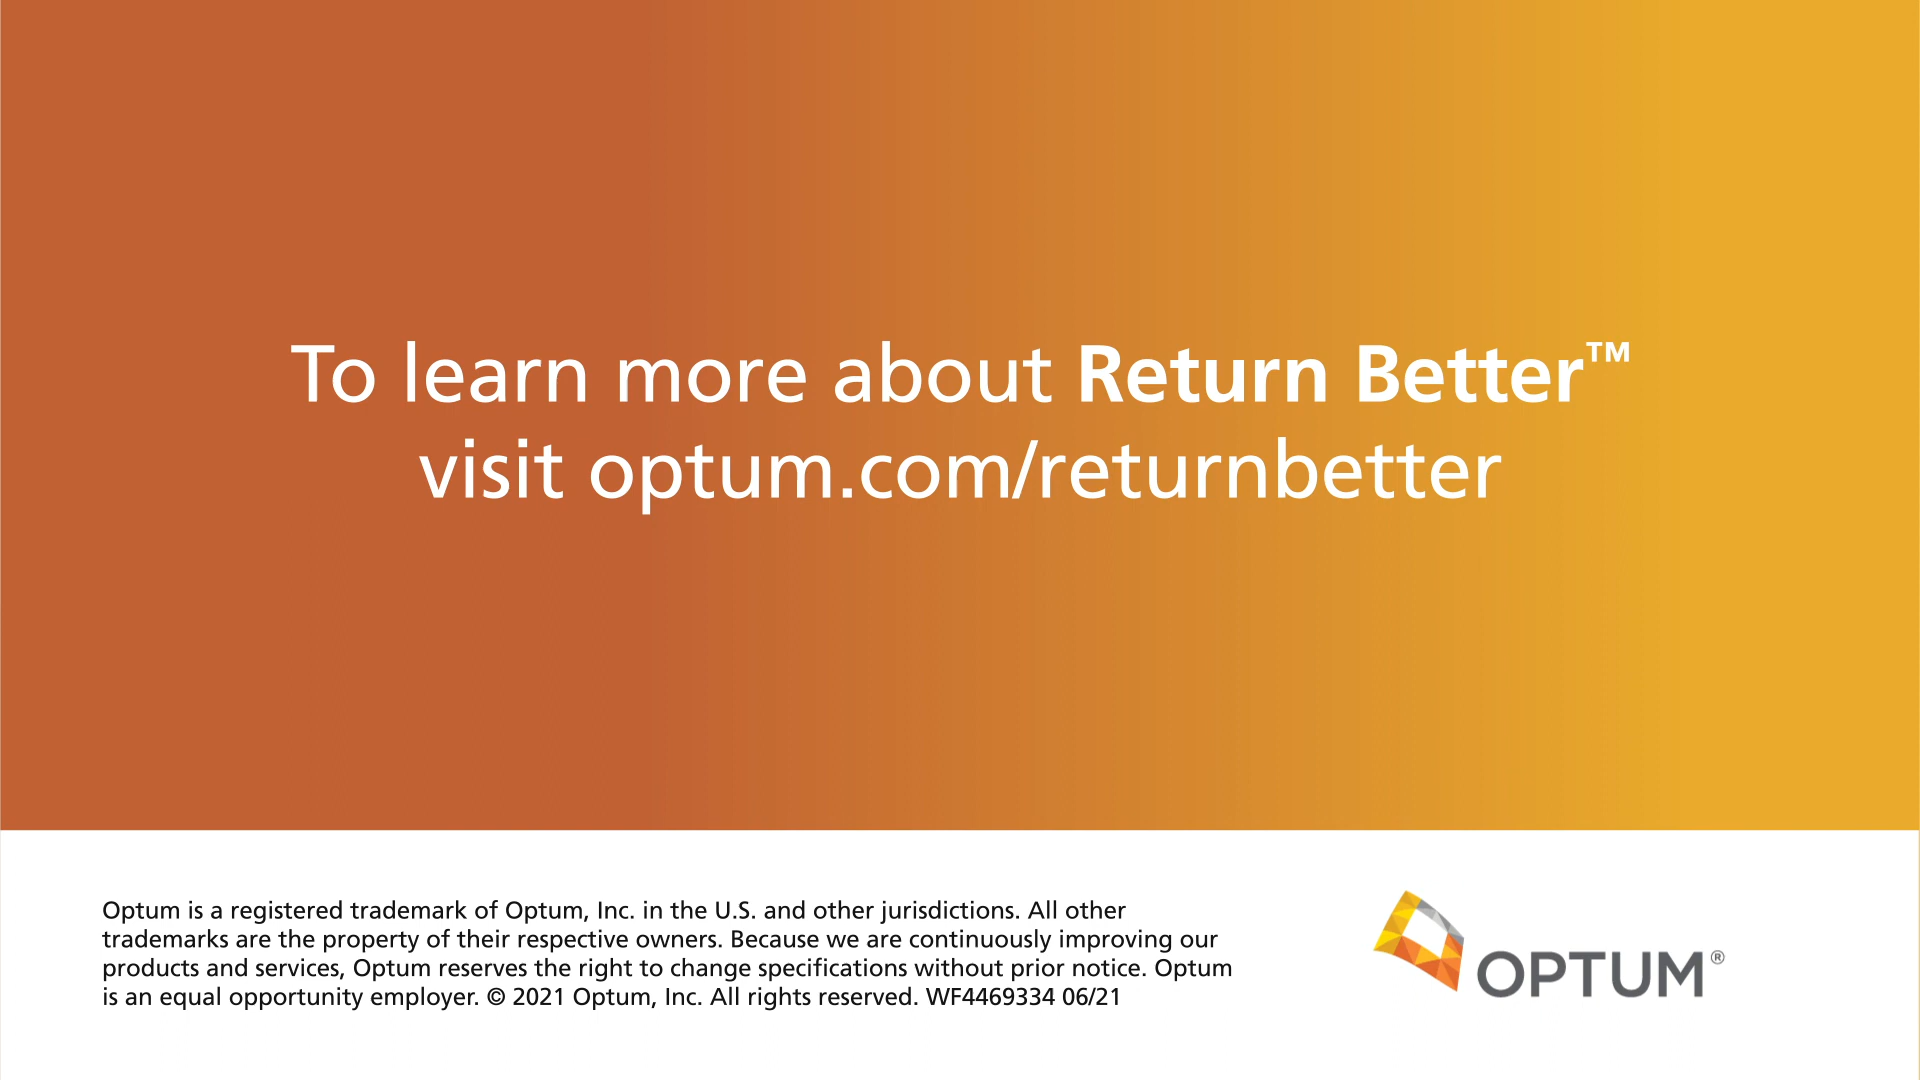 To learn more about Return Better™
visit optum.com/returnbetter
Optum is a registered trademark of Optum, Inc. in the U.S. and other jurisdictions. All other
trademarks are the property of their respective owners. Because we are continuously improving our
products and services, Optum reserves the right to change specifications without prior notice. Optum
is an equal opportunity employer. © 2021 Optum, Inc. All rights reserved. WF4469334 06/21
OPTUM®